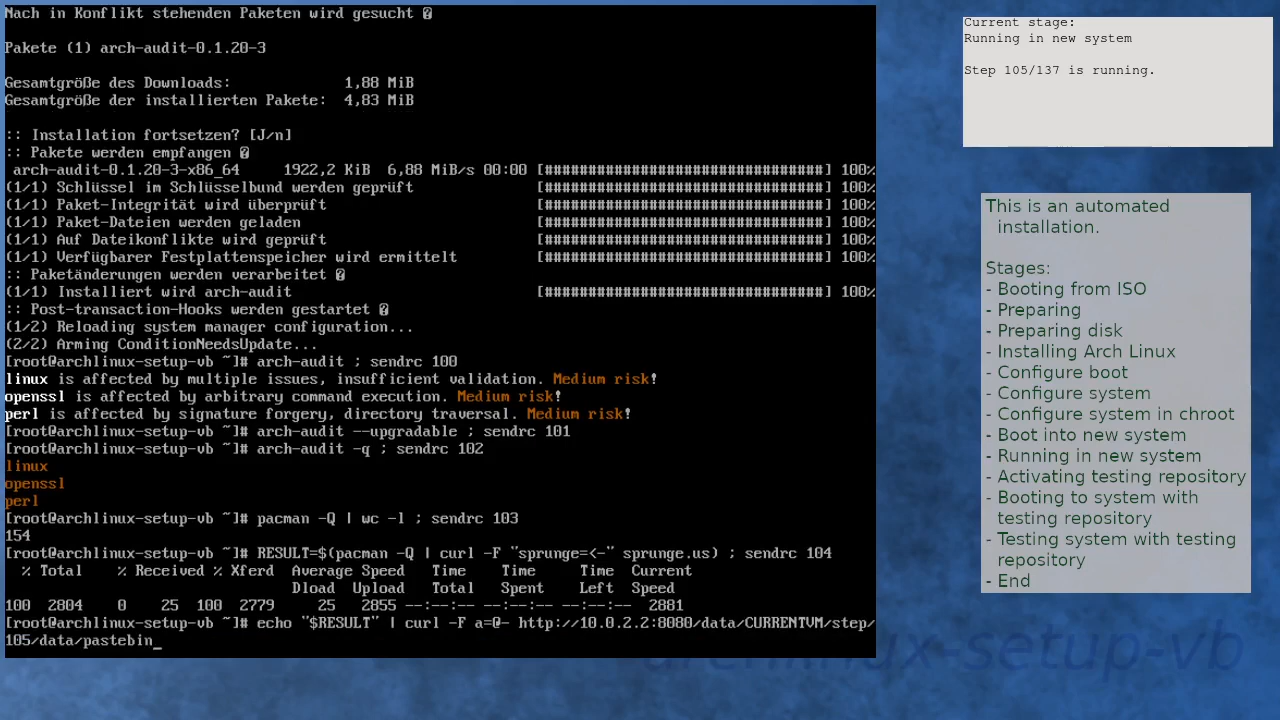 Nach in Konflikt stehenden Paketen wird gesucht �
Pakete (1) arch-audit-0.1.20-3
Gesamtgröße des Downloads: 1,88 MiB
Gesamtgröße der installierten Pakete: 4,83 MiB
:: Installation fortsetzen? [J/n]
:: Pakete werden empfangen �
arch-audit-0.1.20-3-x86_64 1922,2 KiB 6,88 MiB/s 00:00 [################################] 100%
(1/1) Schlüssel im Schlüsselbund werden geprüft [################################] 100%
(1/1) Paket-Integrität wird überprüft [################################] 100%
(1/1) Paket-Dateien werden geladen [################################] 100%
(1/1) Auf Dateikonflikte wird geprüft [################################] 100%
(1/1) Verfügbarer Festplattenspeicher wird ermittelt [################################] 100%
:: Paketänderungen werden verarbeitet �
(1/1) Installiert wird arch-audit [################################] 100%
:: Post-transaction-Hooks werden gestartet �
(1/2) Reloading system manager configuration...
(2/2) Arming ConditionNeedsUpdate...
[root@archlinux-setup-vb ~]# arch-audit ; sendrc 100
linux is affected by multiple issues, insufficient validation. Medium risk!
openssl is affected by arbitrary command execution. Medium risk!
perl is affected by signature forgery, directory traversal. Medium risk!
[root@archlinux-setup-vb ~]# arch-audit --upgradable ; sendrc 101
[root@archlinux-setup-vb ~]# arch-audit -q ; sendrc 102
linux
openssl
perl
[root@archlinux-setup-vb ~]# pacman -Q | wc -l ; sendrc 103
154
[root@archlinux-setup-vb ~]# RESULT=$(pacman -Q | curl -F "sprunge=<-" sprunge.us) ; sendrc 104
% Total % Received % Xferd Average Speed Time Time Time Current
Dload Upload Total Spent Left Speed
100 2804 0 25 100 2779 25 2855 --:--:-- --:--:-- --:--:-- 2881
[root@archlinux-setup-vb ~]# echo "$RESULT" | curl -F a=@- http://10.0.2.2:8080/data/CURRENTVM/step/
105/data/pastebin_
Current stage:
Running in new system
Step 105/137 is running.
This is an automated
installation.
Stages:
- Booting from ISO
- Preparing
- Preparing disk
- Installing Arch Linux
- Configure boot
- Configure system
- Configure system in chroot
- Boot into new system
- Running in new system
- Activating testing repository
- Booting to system with
testing repository
- Testing system with testing
repository
- End
archlinux-setup-vb